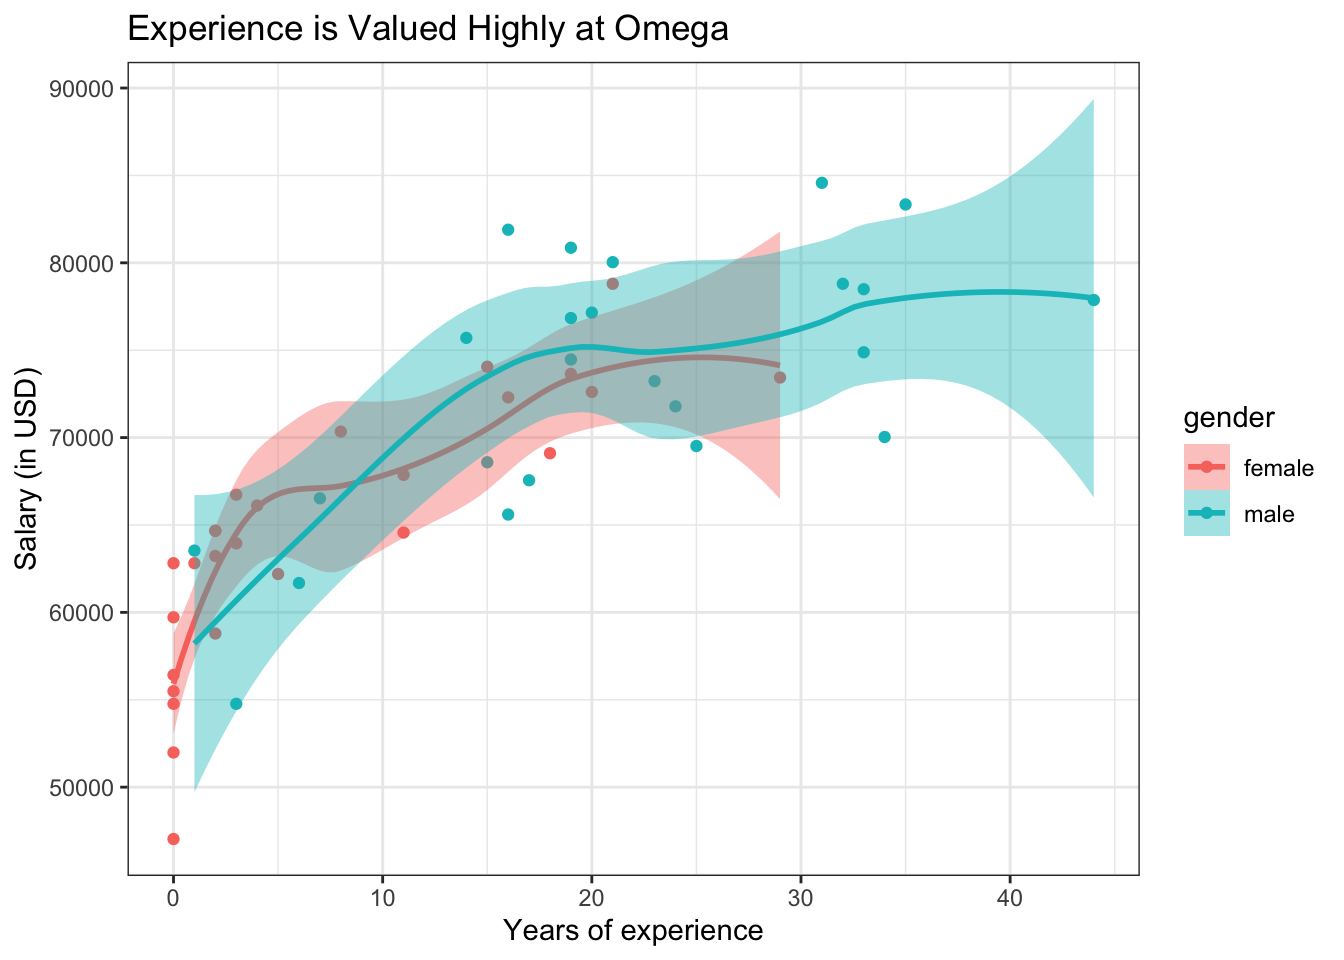 Experience is Valued Highly at Omega
90000
80000
70000
60000
50000
Salary (in USD)
0 10 20 30 40
Years of experience
gender
female
male